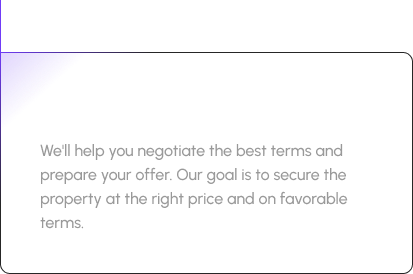 We'll help you negotiate the best terms and
prepare your offer. Our goal is to secure the
property at the right price and on favorable
terms.